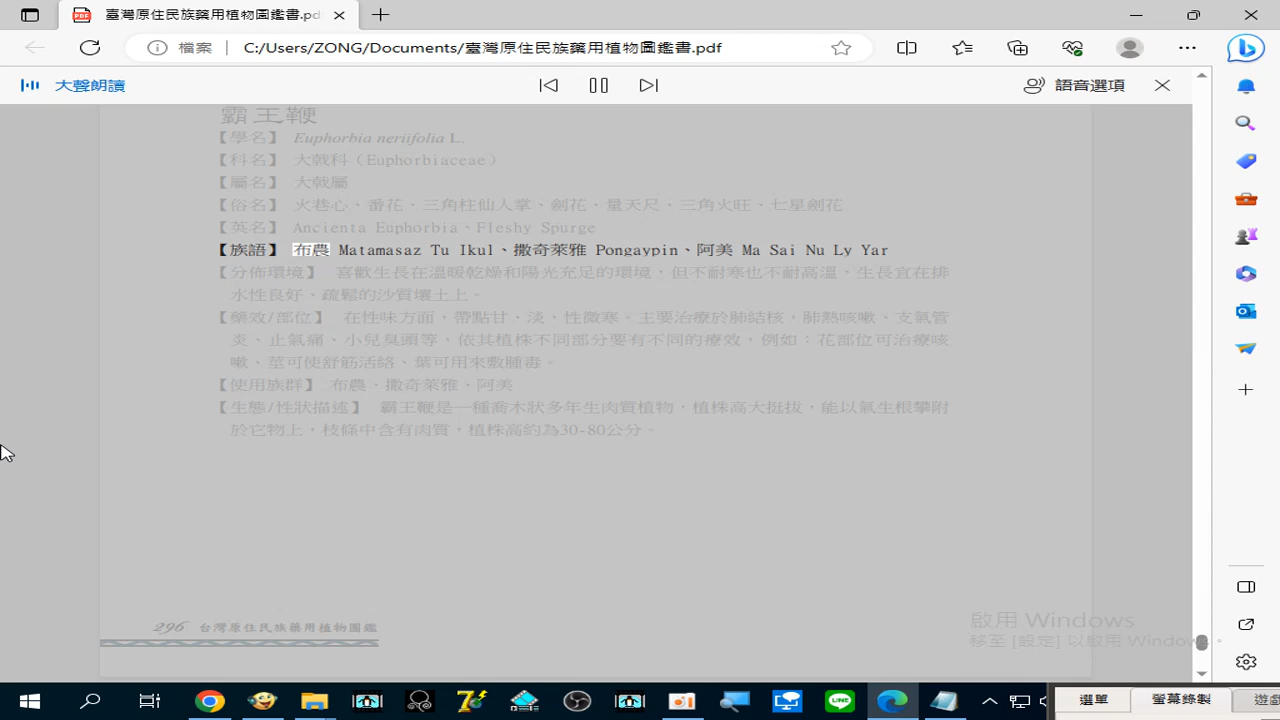 臺灣原住民族藥用植物圖鑑書.pdf
檔案
C:/Users/ZONG/Documents/臺灣原住民族藥用植物圖鑑書.pdf
大聲朗讀
語音選項
霸王鞭
【學名】 Euphorbia neriifolia L.
【科名】 大戟科（Euphorbiaceae）
【屬名】 大戟屬
【俗名】 火巷心、番花、三角柱仙人掌、劍花、量天尺、三角火旺、七星劍花
【英名】 Ancienta Euphorbia、Fleshy Spurge
【族語】 布農 Matamasaz Tu Ikul、撒奇萊雅 Pongaypin、阿美 Ma Sai Nu Ly Yar
【分佈環境】 喜歡生長在溫暖乾燥和陽光充足的環境，但不耐寒也不耐高溫，生長宜在排
水性良好、疏鬆的沙質壤土上。
【藥效/部位】 在性味方面，帶點甘、淡，性微寒。主要治療於肺結核，肺熱咳嗽、支氣管
炎、止氣痛、小兒臭頭等，依其植株不同部分要有不同的療效，例如：花部位可治療咳
嗽、莖可使舒筋活絡、葉可用來敷腫毒。
【使用族群】 布農、撒奇萊雅、阿美
【生態/性狀描述】 霸王鞭是一種喬木狀多年生肉質植物，植株高大挺拔，能以氣生根攀附
於它物上，枝條中含有肉質，植株高約為30-80公分。
296 台灣原住民族藥用植物圖鑑
啟用 Windows
移至 [設定] 以啟用 Windows。
選單
螢幕錄製